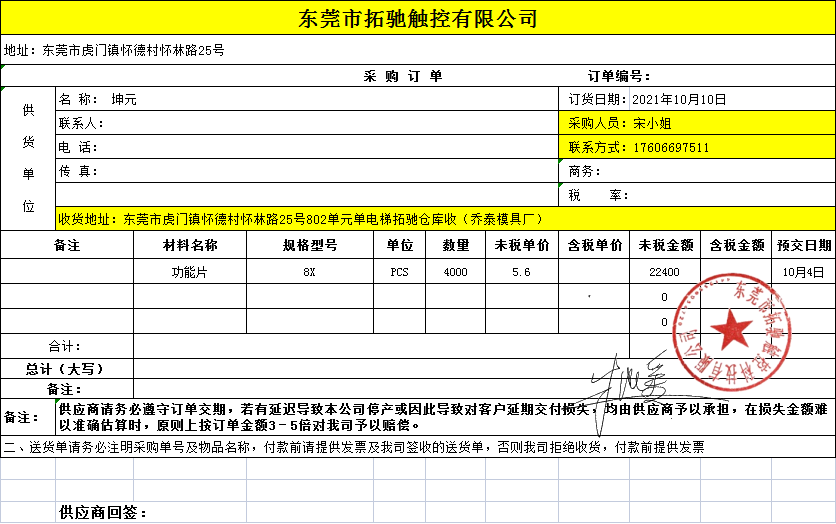 东莞市拓驰触控有限公司
地址：东莞市虎门镇怀德村怀林路25号
采 购 订 单 订单编号：
供货单位
名 称： 坤元 订货日期：2021年10月10日
联系人： 采购人员：宋小姐
电 话： 联系方式：17606697511
传 真： 商务：
税 率：
收货地址：东莞市虎门镇怀德村怀林路25号802单元单电梯拓驰仓库收（乔泰模具厂）
备注 材料名称 规格型号 单位 数量 未税单价 含税单价 未税金额 含税金额 预交日期
功能片 8X PCS 4000 5.6 22400 10月4日
0
0
合计：
总计（大写）
备注：
备注： 供应商请务必遵守订单交期，若有延迟导致本公司停产或因此导致对客户延期交付损失，均由供应商予以承担，在损失金额难
以准确估算时，原则上按订单金额3－5倍对我司予以赔偿。
二、送货单请务必注明采购单号及物品名称，付款前请提供发票及我司签收的送货单，否则我司拒绝收货，付款前提供发票
供应商回签：